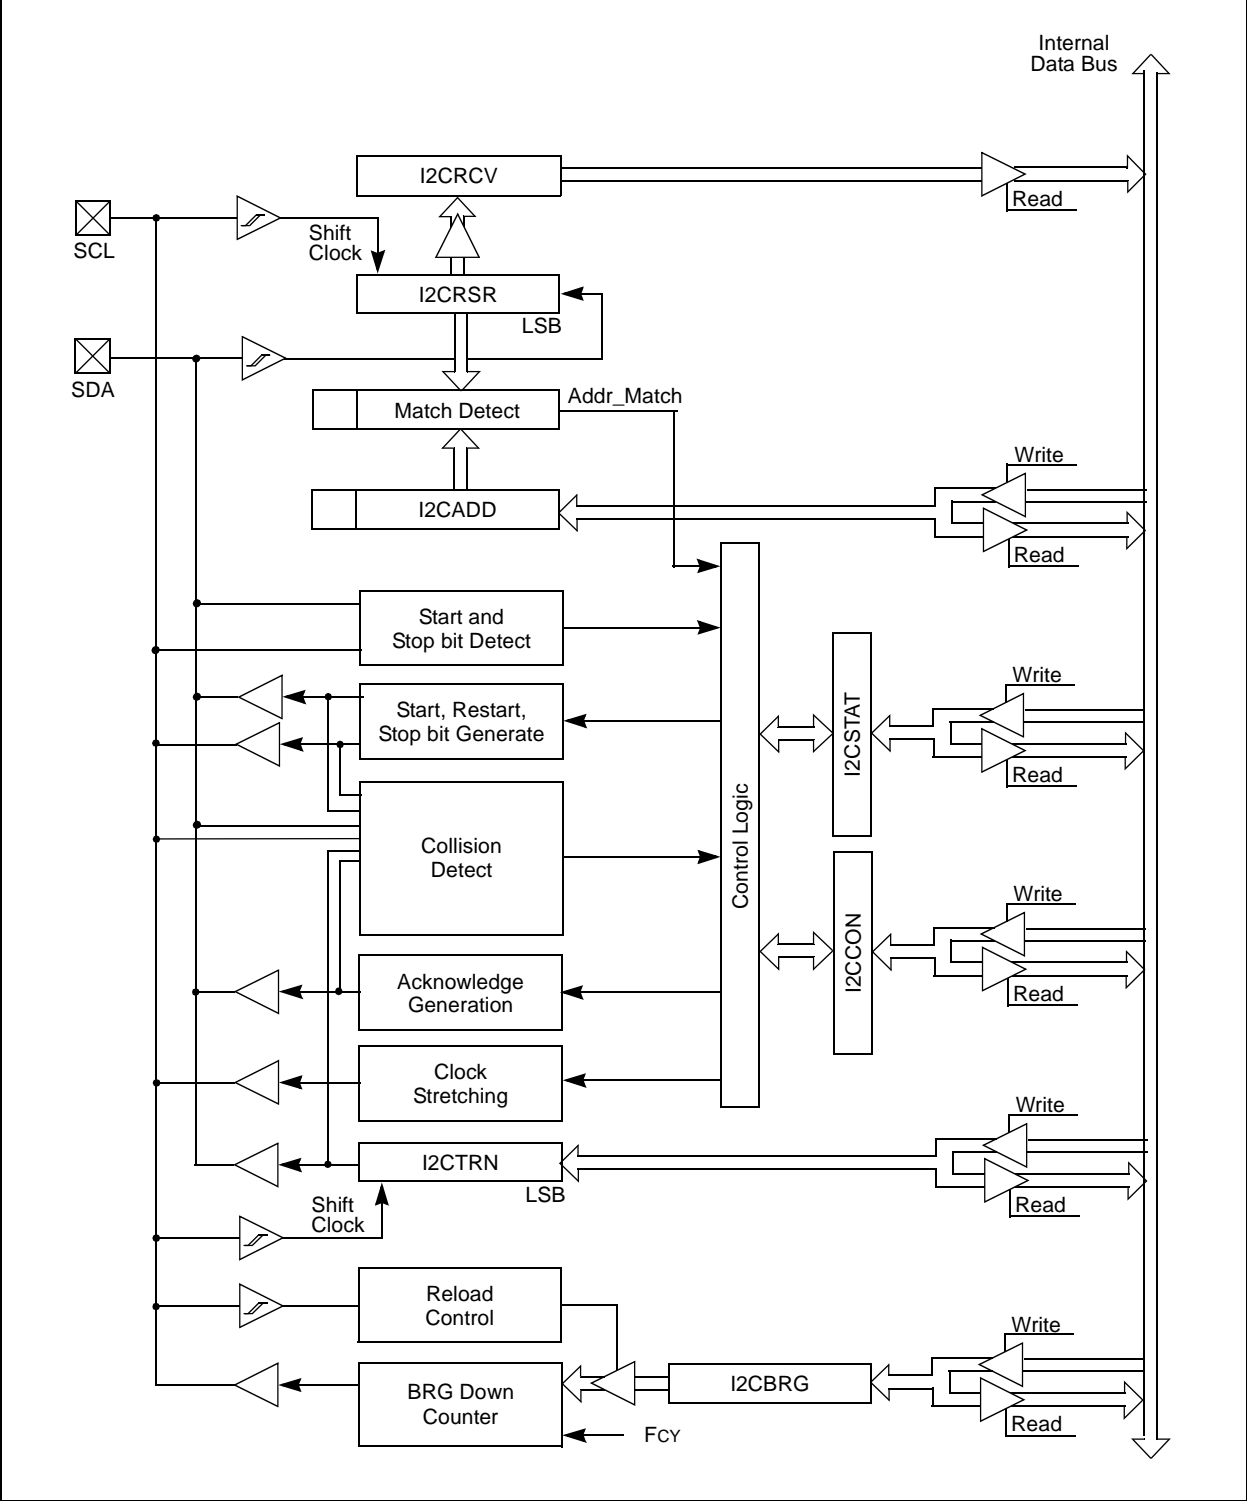 Internal
Data Bus
I2CRCV
Read
SCL
Shift
Clock
I2CRSR
LSB
SDA
Match Detect
Addr_Match
Write
I2CADD
Read
Start and
Stop bit Detect
Start, Restart,
Stop bit Generate
Write
I2CSTAT
Read
Collision
Detect
Control Logic
Write
I2CCON
Read
Acknowledge
Generation
Clock
Stretching
Write
I2CTRN
LSB
Read
Shift
Clock
Reload
Control
Write
BRG Down
Counter
I2CBRG
Read
FCY